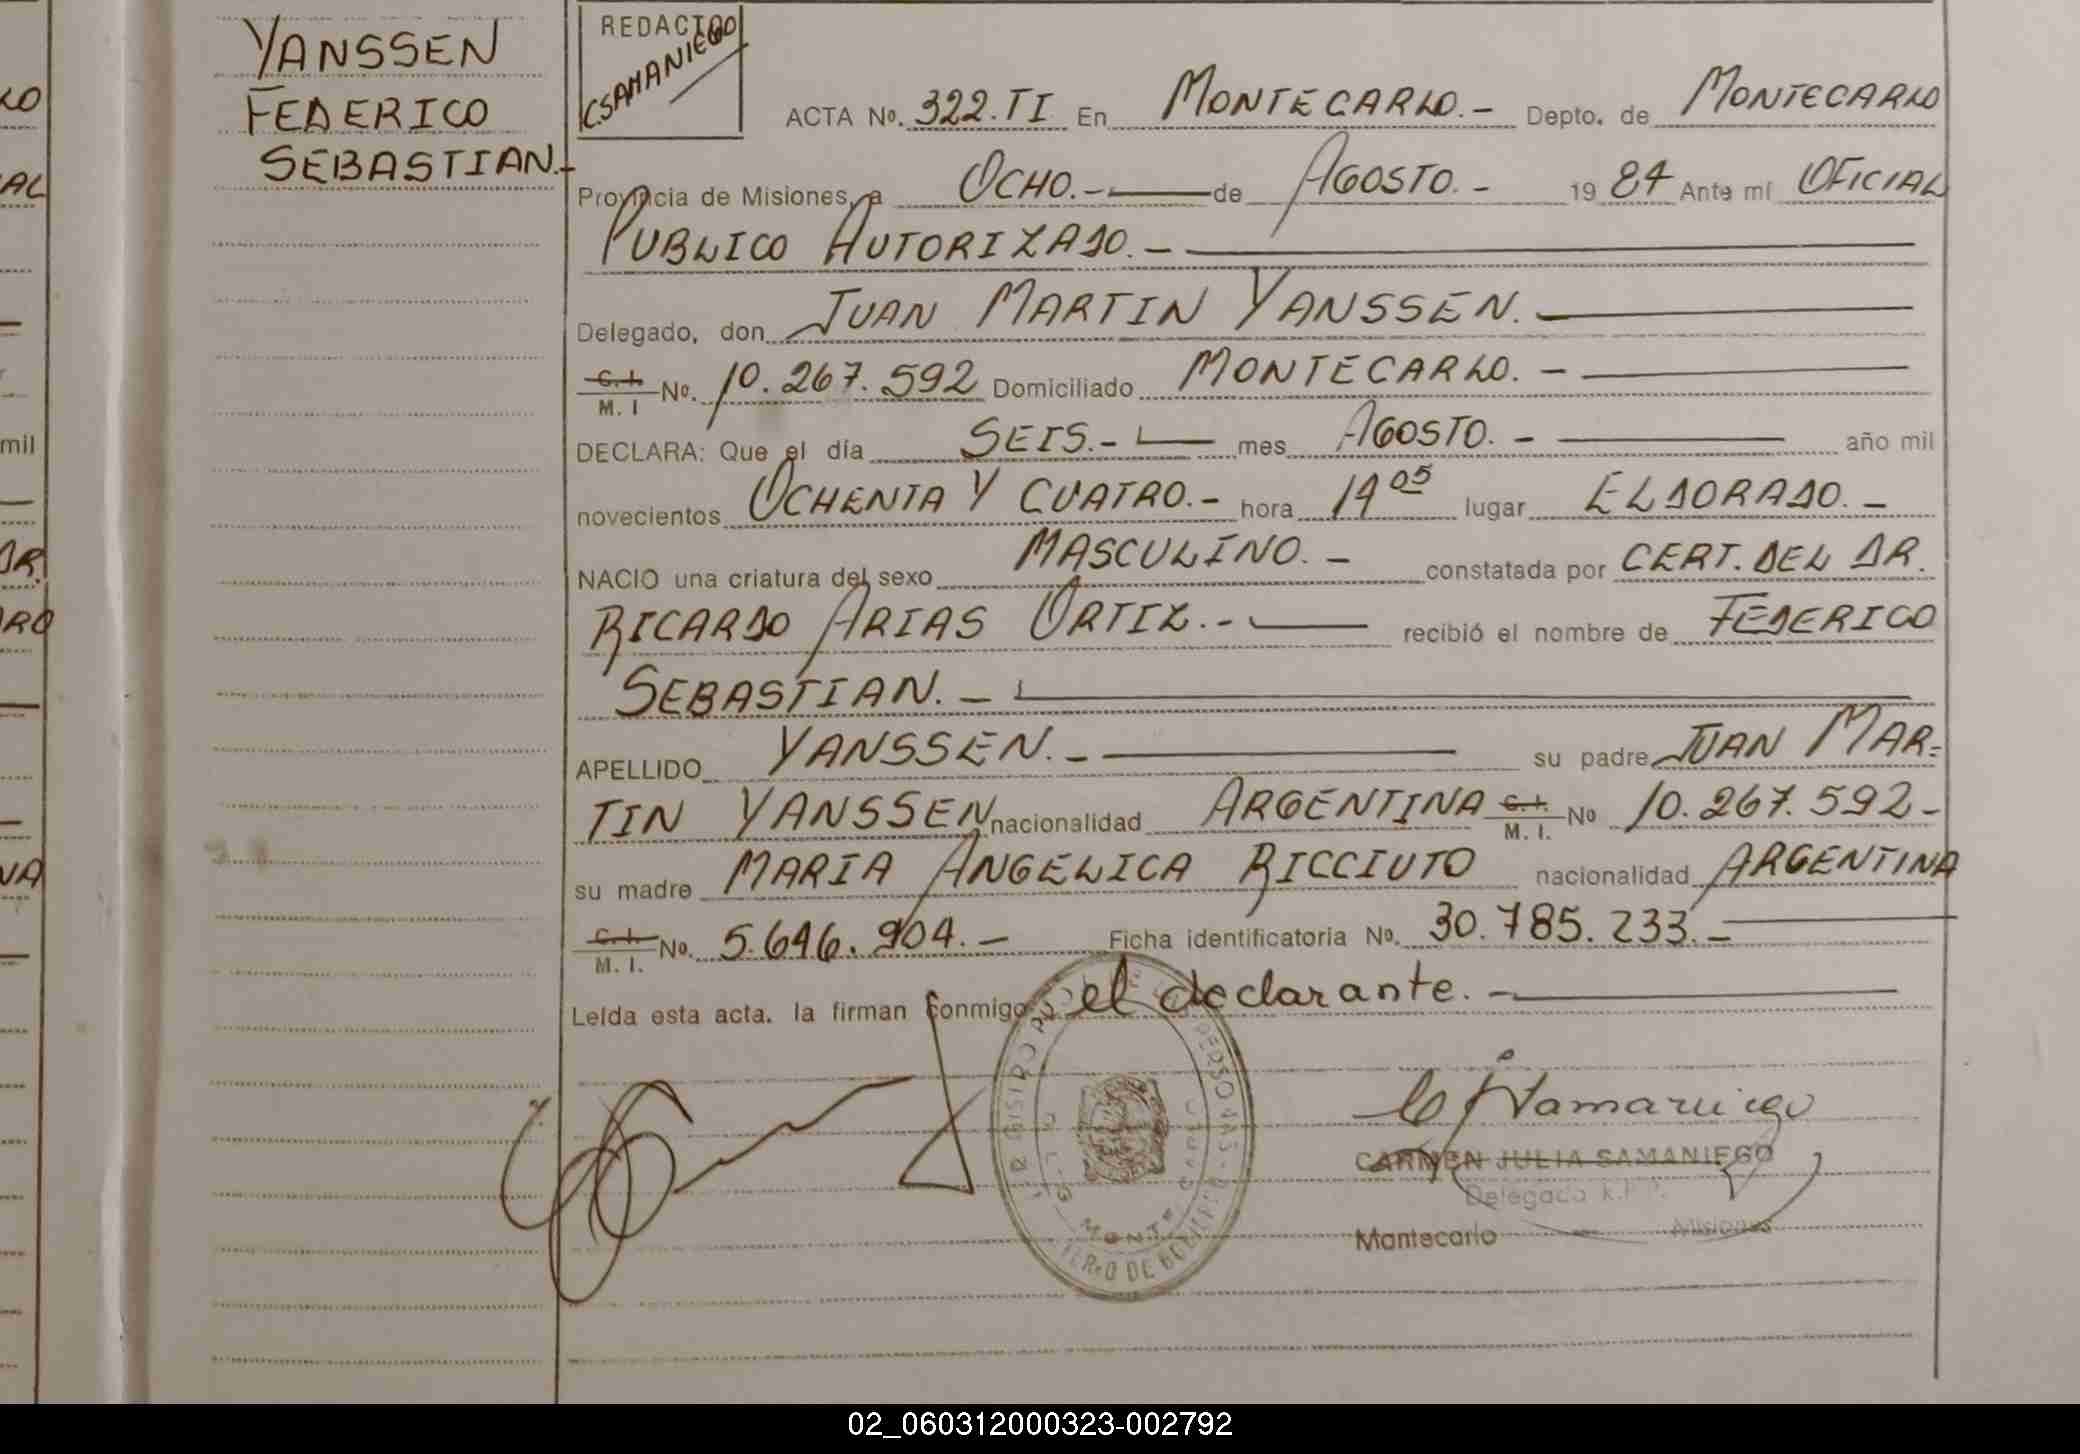 YANSSEN
FEDERICO
SEBASTIAN.-
REDACTO
CSAMANIEGO
ACTA No. 322.TI En MONTECARLO.- Depto. de MONTECARLO
Provincia de Misiones, a OCHO.- de AGOSTO.- 1984 Ante mí OFICIAL
PUBLICO AUTORIZADO.-
Delegado, don JUAN MARTIN YANSSEN.
C. I. M. I No. 10.267.592 Domiciliado MONTECARLO.-
DECLARA: Que el día SEIS.- mes AGOSTO.- año mil
novecientos OCHENTA Y CUATRO.- hora 14 05 lugar ELDORADO.-
NACIO una criatura del sexo MASCULINO.- constatada por CERT. DEL DR.
RICARDO ARIAS ORTIZ.- recibió el nombre de FEDERICO
SEBASTIAN.-
APELLIDO YANSSEN.- su padre JUAN MAR=
TIN YANSSEN nacionalidad ARGENTINA C. I. M. I. No 10.267.592-
su madre MARIA ANGELICA RICCIUTO nacionalidad ARGENTINA
C. I. M. I. No. 5.646.904.- Ficha identificatoria No. 30.785.233.-
Leída esta acta. la firman conmigo el declarante.-
CARMEN JULIA SAMANIEGO
Delegada R.P.P.
Montecarlo Misiones
02_060312000323-002792